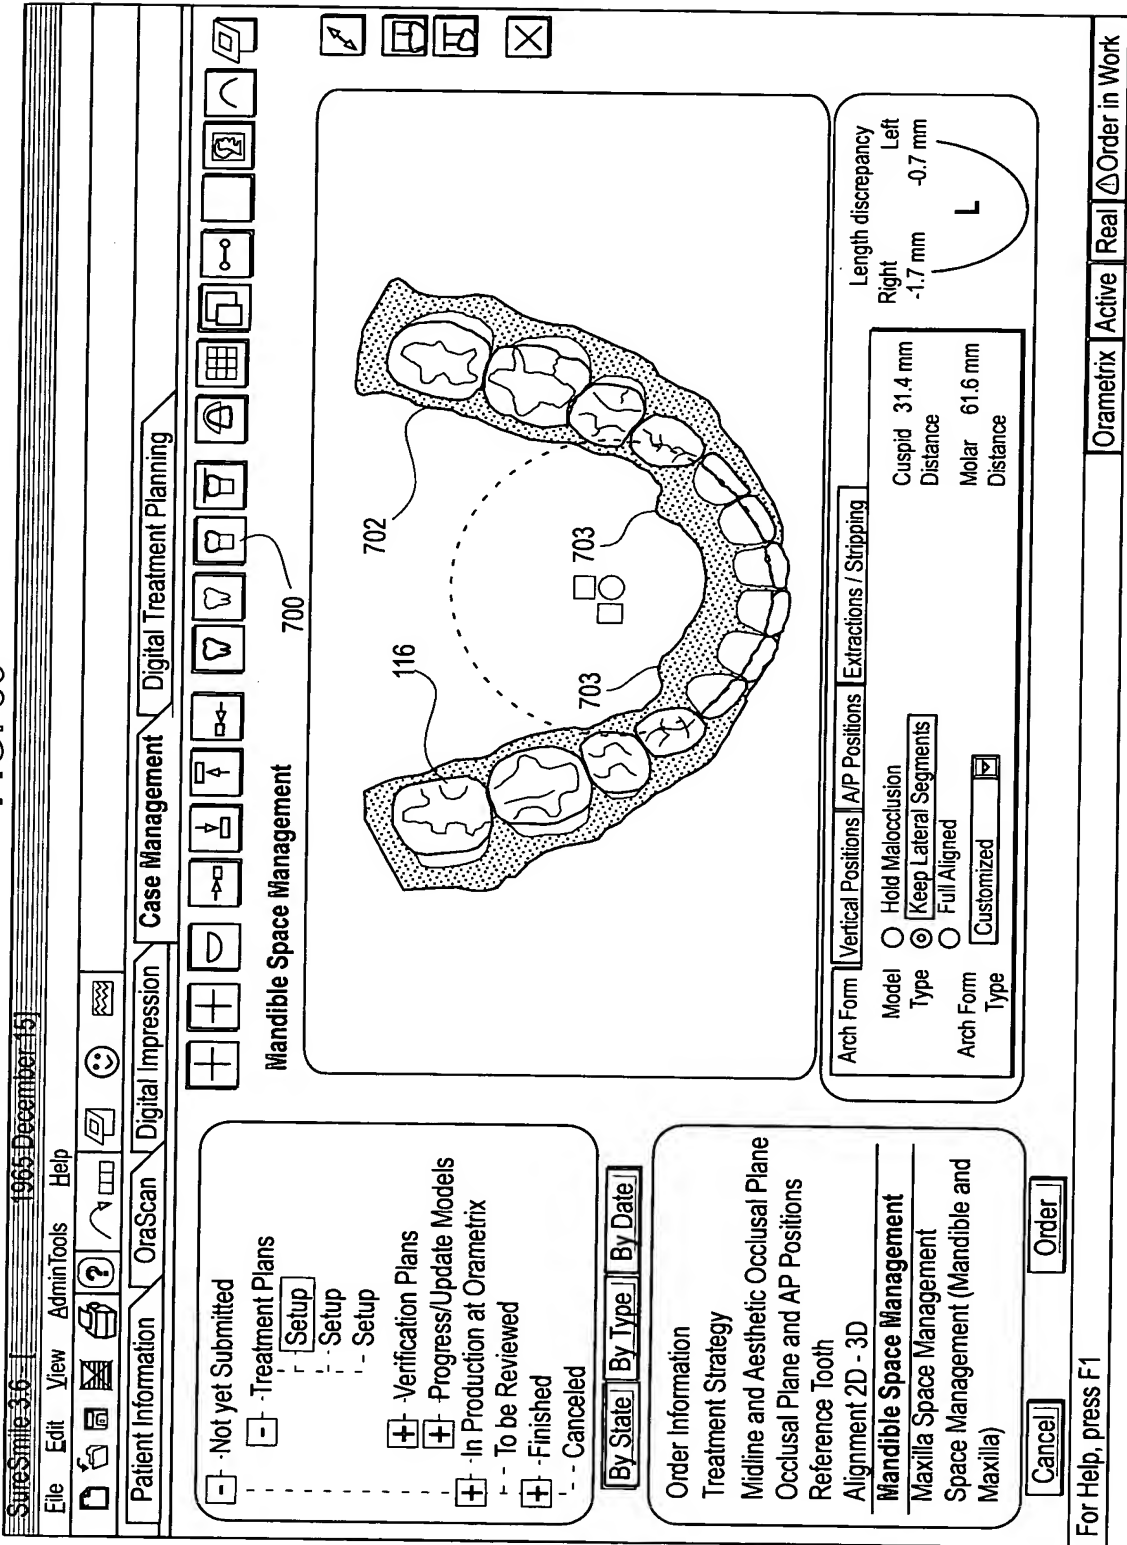 SureSmile 3.6 - [ 1965 December 15]
File Edit View Admin Tools Help
?
Patient Information OraScan Digital Impression Case Management Digital Treatment Planning
- Not yet Submitted
- Treatment Plans
Setup
Setup
Setup
+ Verification Plans
+ Progress/Update Models
+ In Production at Orametrix
To be Reviewed
+ Finished
Canceled
By State By Type By Date
Order Information
Treatment Strategy
Midline and Aesthetic Occlusal Plane
Occlusal Plane and AP Positions
Reference Tooth
Alignment 2D - 3D
Mandible Space Management
Maxilla Space Management
Space Management (Mandible and
Maxilla)
Cancel Order
700
Mandible Space Management
116
702
703
703
Arch Form Vertical Positions A/P Positions Extractions / Stripping
Model Type
Hold Malocclusion
Keep Lateral Segments
Full Aligned
Arch Form Type
Customized
Cuspid Distance 31.4 mm
Molar Distance 61.6 mm
Length discrepancy
Right Left
-1.7 mm -0.7 mm
L
For Help, press F1
Orametrix Active Real Order in Work